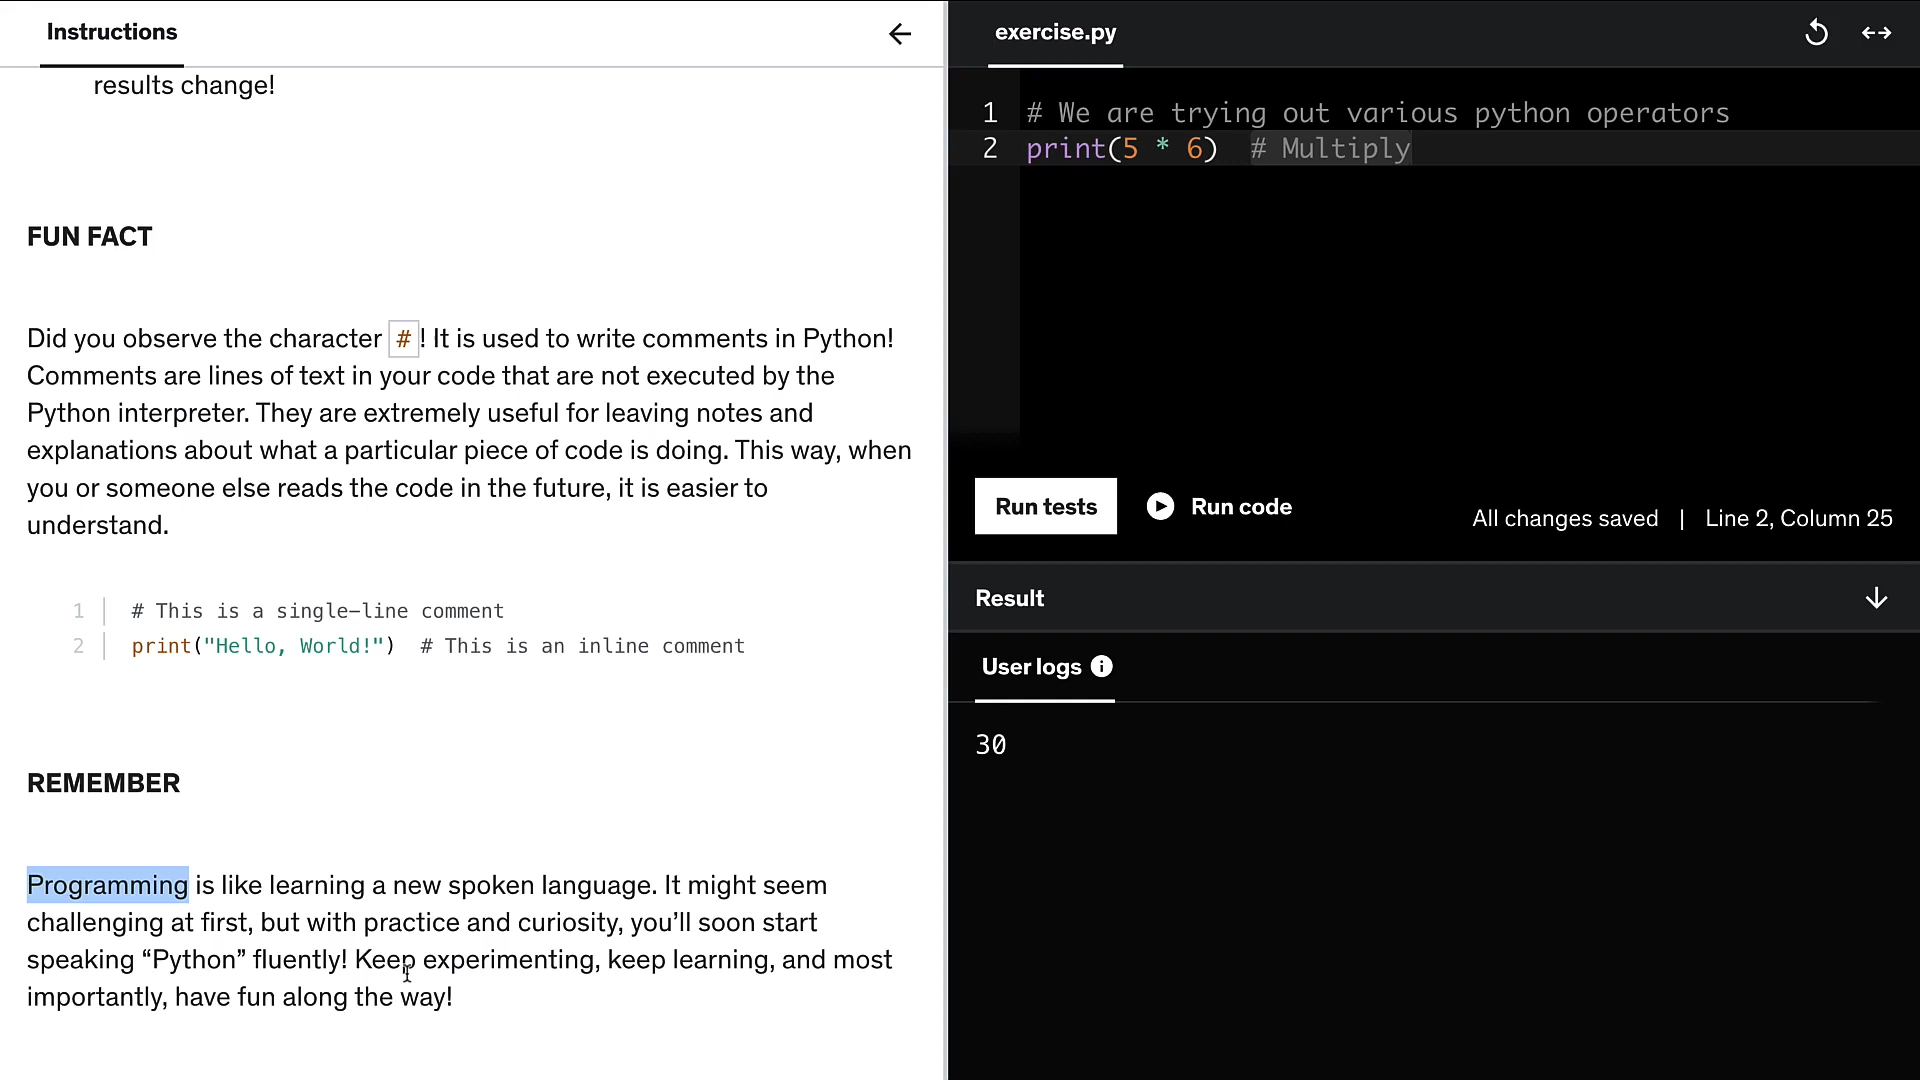 Instructions
results change!
FUN FACT
Did you observe the character # ! It is used to write comments in Python!
Comments are lines of text in your code that are not executed by the
Python interpreter. They are extremely useful for leaving notes and
explanations about what a particular piece of code is doing. This way, when
you or someone else reads the code in the future, it is easier to
understand.
1 # This is a single-line comment
2 print("Hello, World!")  # This is an inline comment
REMEMBER
Programming is like learning a new spoken language. It might seem
challenging at first, but with practice and curiosity, you’ll soon start
speaking “Python” fluently! Keep experimenting, keep learning, and most
importantly, have fun along the way!
exercise.py
1 # We are trying out various python operators
2 print(5 * 6)  # Multiply
Run tests Run code All changes saved | Line 2, Column 25
Result
User logs
30